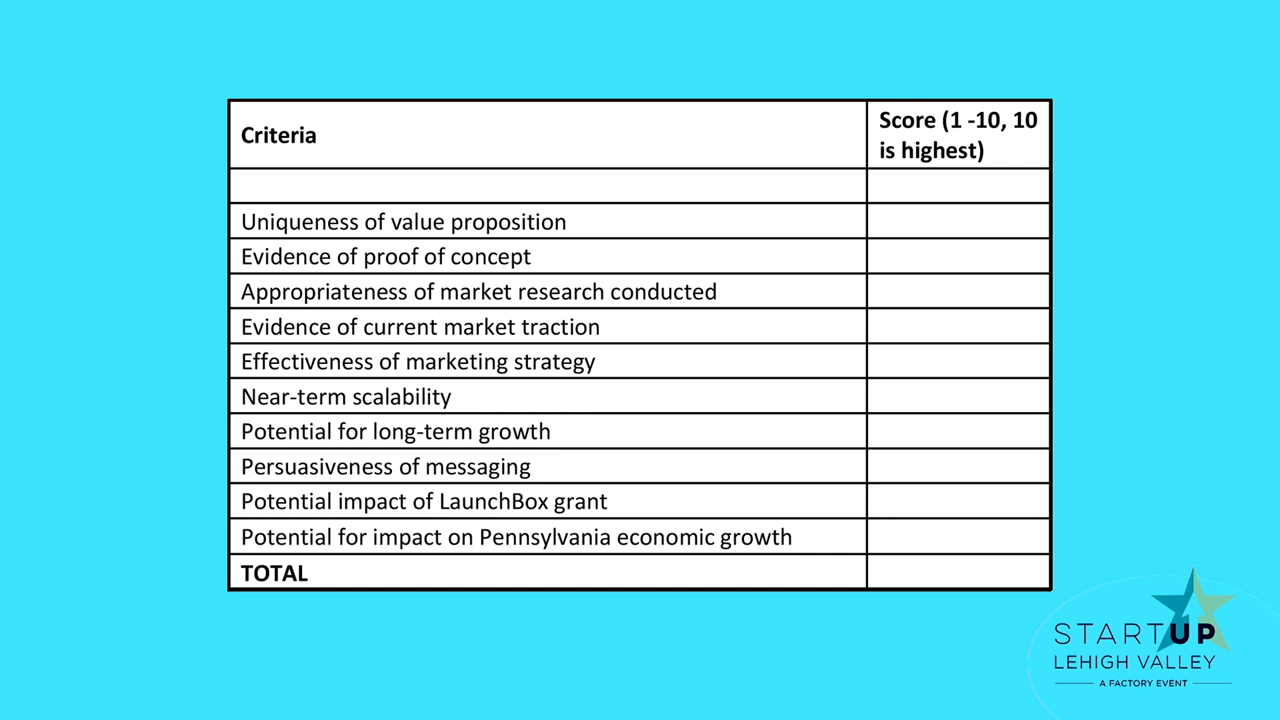 Criteria
Score (1 -10, 10
is highest)
Uniqueness of value proposition
Evidence of proof of concept
Appropriateness of market research conducted
Evidence of current market traction
Effectiveness of marketing strategy
Near-term scalability
Potential for long-term growth
Persuasiveness of messaging
Potential impact of LaunchBox grant
Potential for impact on Pennsylvania economic growth
TOTAL
STARTUP
LEHIGH VALLEY
A FACTORY EVENT